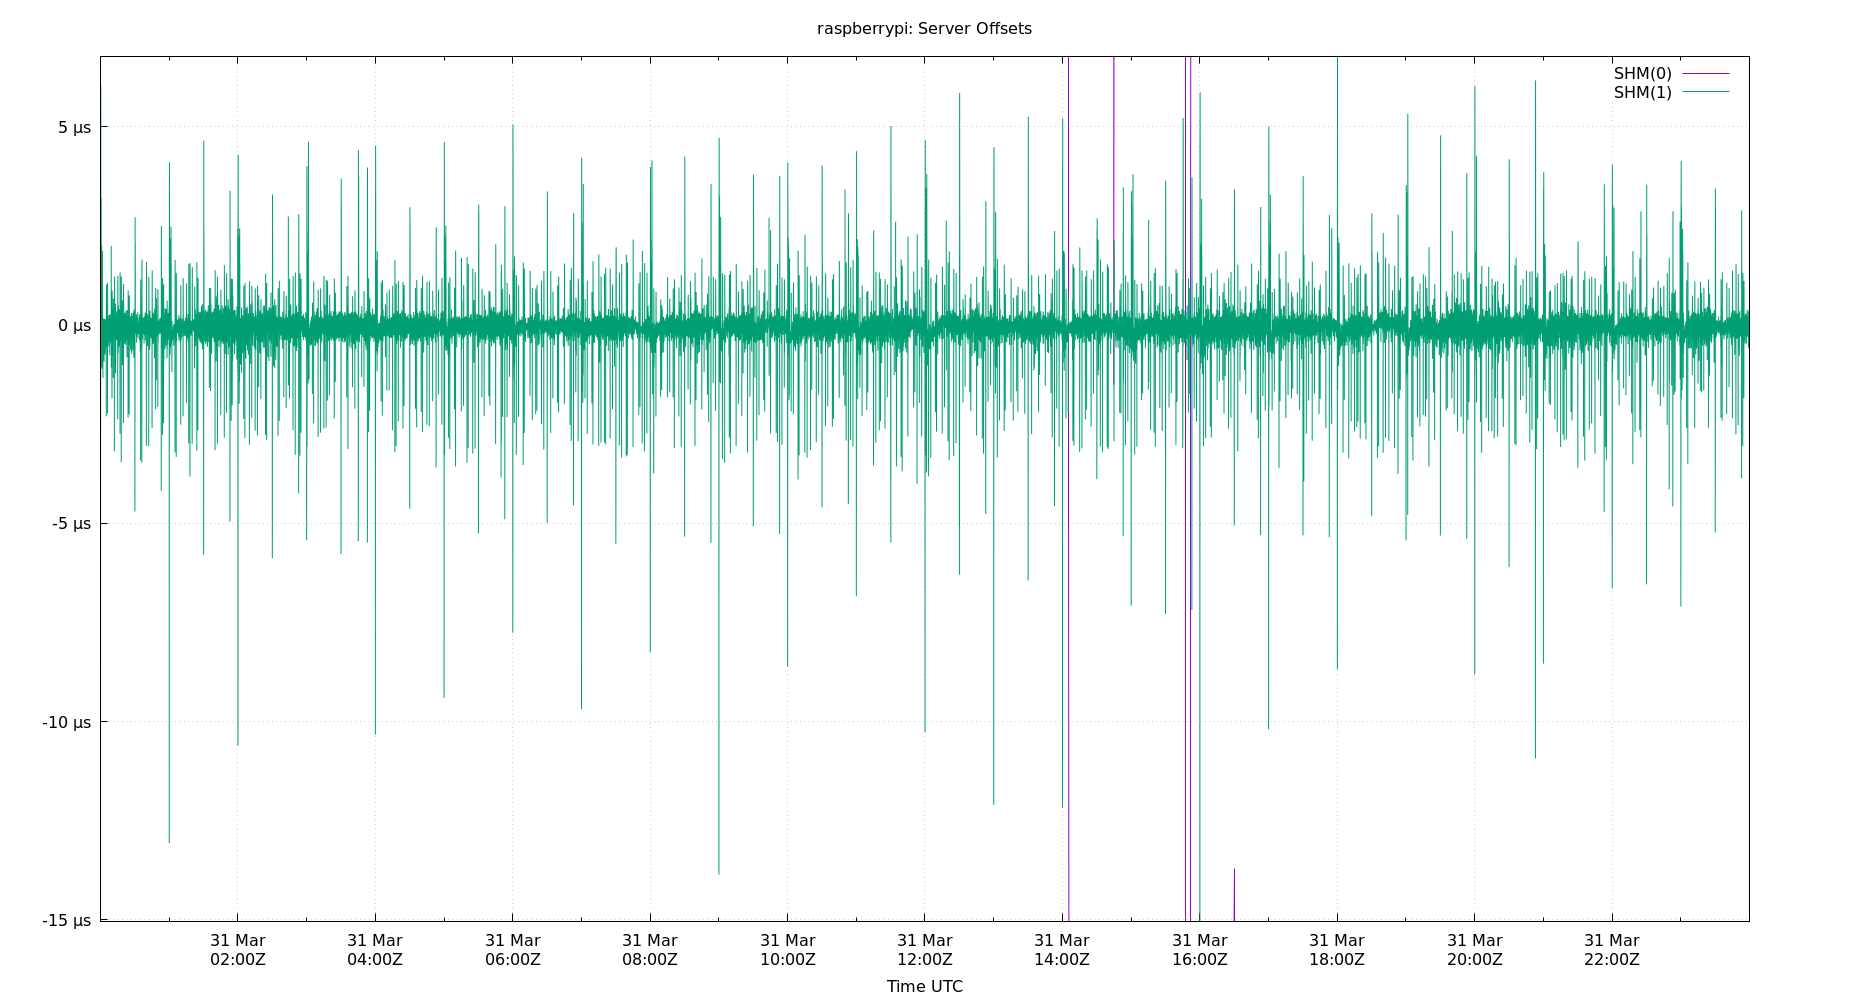 raspberrypi: Server Offsets
SHM(0)
SHM(1)
5 µs
0 µs
-5 µs
-10 µs
-15 µs
31 Mar 31 Mar 31 Mar 31 Mar 31 Mar 31 Mar 31 Mar 31 Mar 31 Mar 31 Mar 31 Mar
02:00Z 04:00Z 06:00Z 08:00Z 10:00Z 12:00Z 14:00Z 16:00Z 18:00Z 20:00Z 22:00Z
Time UTC